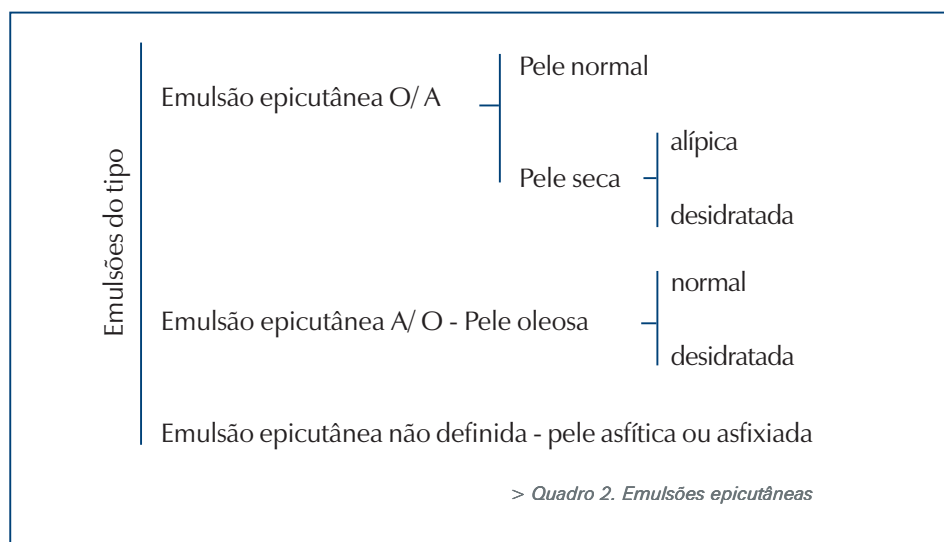 Emulsões do tipo
Emulsão epicutânea O/ A
Pele normal
Pele seca
alípica
desidratada
Emulsão epicutânea A/ O - Pele oleosa
normal
desidratada
Emulsão epicutânea não definida - pele asfítica ou asfixiada
> Quadro 2. Emulsões epicutâneas